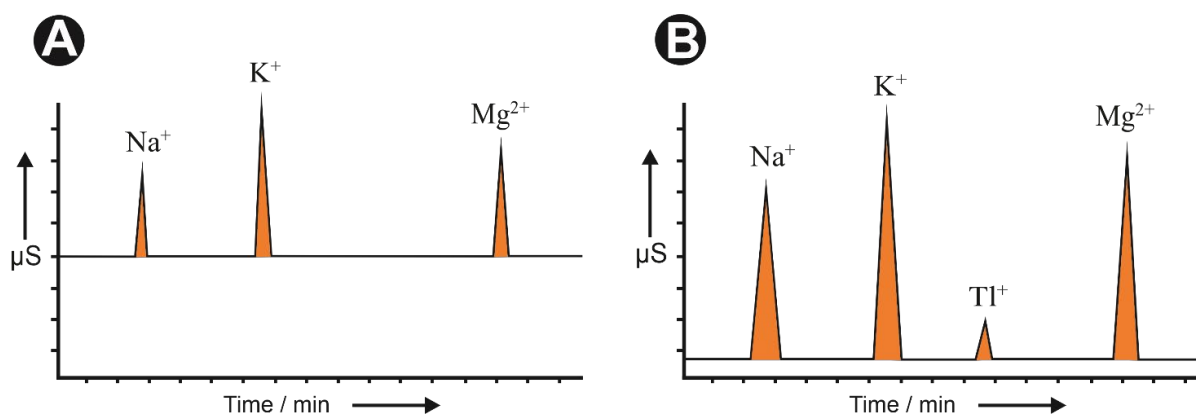 A
K⁺
Na⁺
Mg²⁺
µS
Time / min
B
K⁺
Na⁺
Mg²⁺
Tl⁺
µS
Time / min